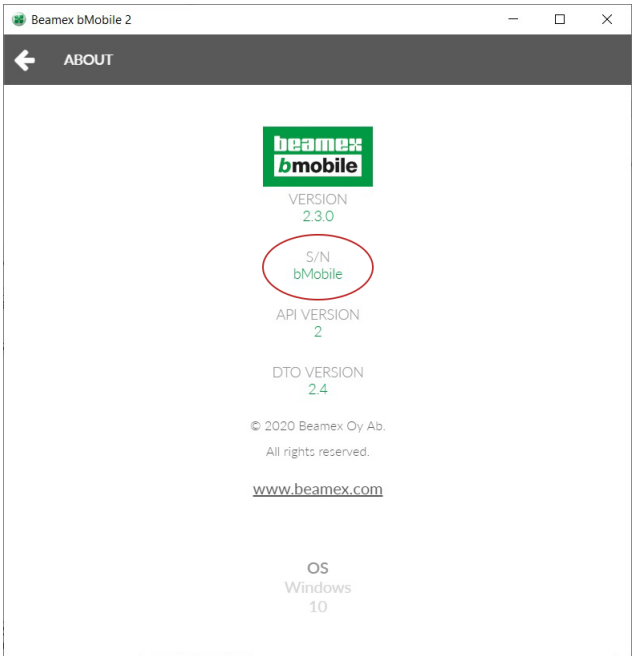 Beamex bMobile 2
ABOUT
beamex
bmobile
VERSION
2.3.0
S/N
bMobile
API VERSION
2
DTO VERSION
2.4
© 2020 Beamex Oy Ab.
All rights reserved.
www.beamex.com
OS
Windows
10